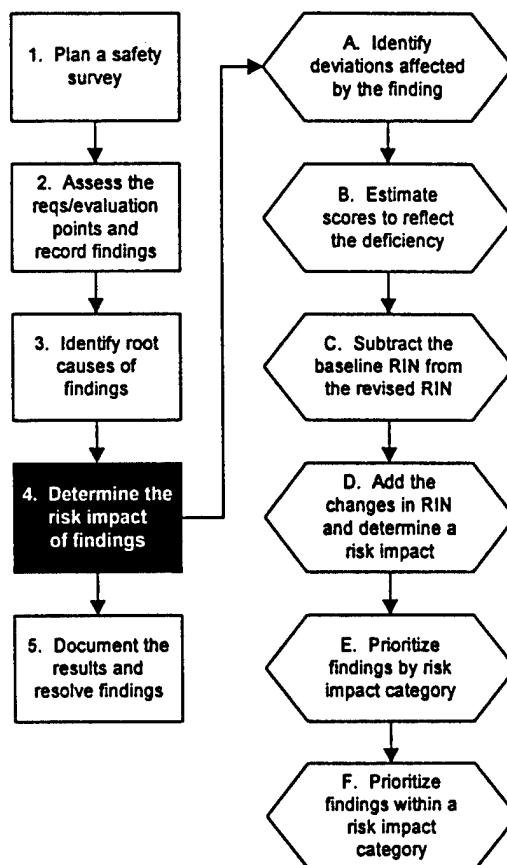 1. Plan a safety
survey
2. Assess the
reqs/evaluation
points and
record findings
3. Identify root
causes of
findings
4. Determine the
risk impact
of findings
5. Document the
results and
resolve findings
A. Identify
deviations affected
by the finding
B. Estimate
scores to reflect
the deficiency
C. Subtract the
baseline RIN from
the revised RIN
D. Add the
changes in RIN
and determine a
risk impact
E. Prioritize
findings by risk
impact category
F. Prioritize
findings within a
risk impact
category